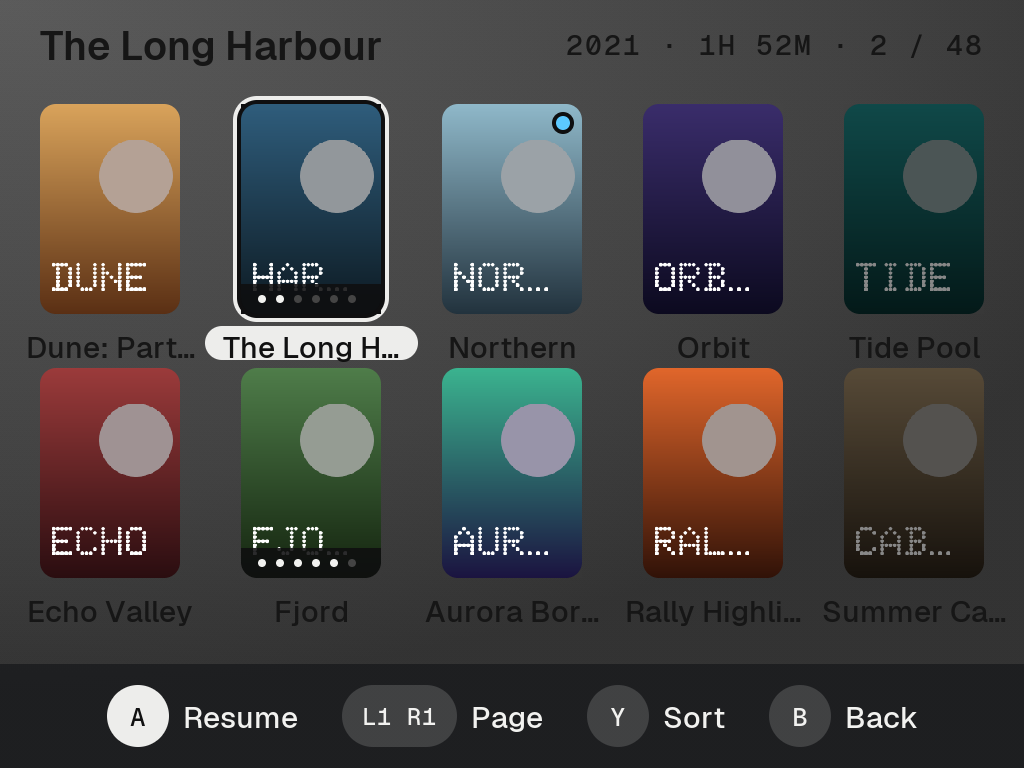 The Long Harbour
2021 · 1H 52M · 2 / 48
DUNE
HAR...
NOR...
ORB...
TIDE
Dune: Part...
The Long H...
Northern
Orbit
Tide Pool
ECHO
FJO...
AUR...
RAL...
CAB...
Echo Valley
Fjord
Aurora Bor...
Rally Highli...
Summer Ca...
A Resume
L1 R1 Page
Y Sort
B Back